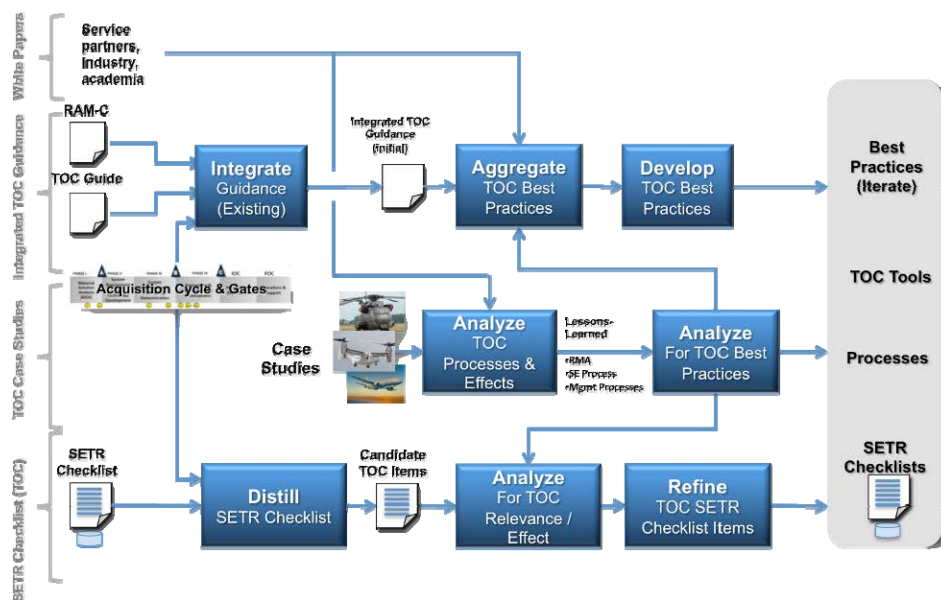 White Papers
Service
partners,
industry,
academia
Integrated TOC Guidance
RAM-C
TOC Guide
Integrate
Guidance
(Existing)
Integrated TOC
Guidance
(initial)
Aggregate
TOC Best
Practices
Develop
TOC Best
Practices
Best
Practices
(Iterate)
TOC Tools
Processes
SETR
Checklists
Acquisition Cycle & Gates
TOC Case Studies
Case
Studies
Analyze
TOC
Processes &
Effects
Lessons-
Learned
•RMA
•SE Process
•Mgmt Processes
Analyze
For TOC Best
Practices
SETR Checklist (TOC)
SETR
Checklist
Distill
SETR Checklist
Candidate
TOC Items
Analyze
For TOC
Relevance /
Effect
Refine
TOC SETR
Checklist Items